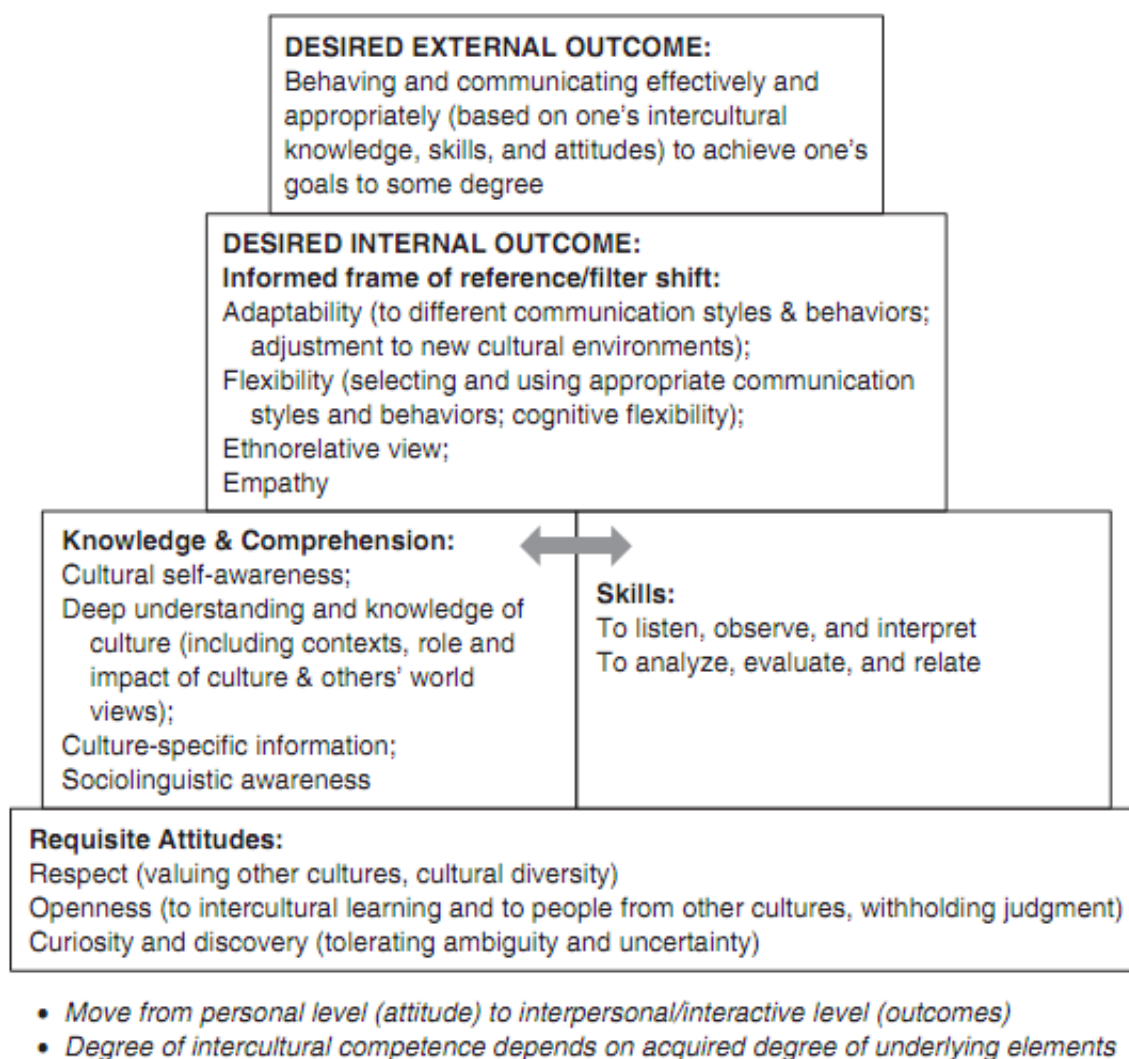 DESIRED EXTERNAL OUTCOME:
Behaving and communicating effectively and
appropriately (based on one's intercultural
knowledge, skills, and attitudes) to achieve one's
goals to some degree
DESIRED INTERNAL OUTCOME:
Informed frame of reference/filter shift:
Adaptability (to different communication styles & behaviors;
adjustment to new cultural environments);
Flexibility (selecting and using appropriate communication
styles and behaviors; cognitive flexibility);
Ethnorelative view;
Empathy
Knowledge & Comprehension:
Cultural self-awareness;
Deep understanding and knowledge of
culture (including contexts, role and
impact of culture & others' world
views);
Culture-specific information;
Sociolinguistic awareness
Skills:
To listen, observe, and interpret
To analyze, evaluate, and relate
Requisite Attitudes:
Respect (valuing other cultures, cultural diversity)
Openness (to intercultural learning and to people from other cultures, withholding judgment)
Curiosity and discovery (tolerating ambiguity and uncertainty)
• Move from personal level (attitude) to interpersonal/interactive level (outcomes)
• Degree of intercultural competence depends on acquired degree of underlying elements